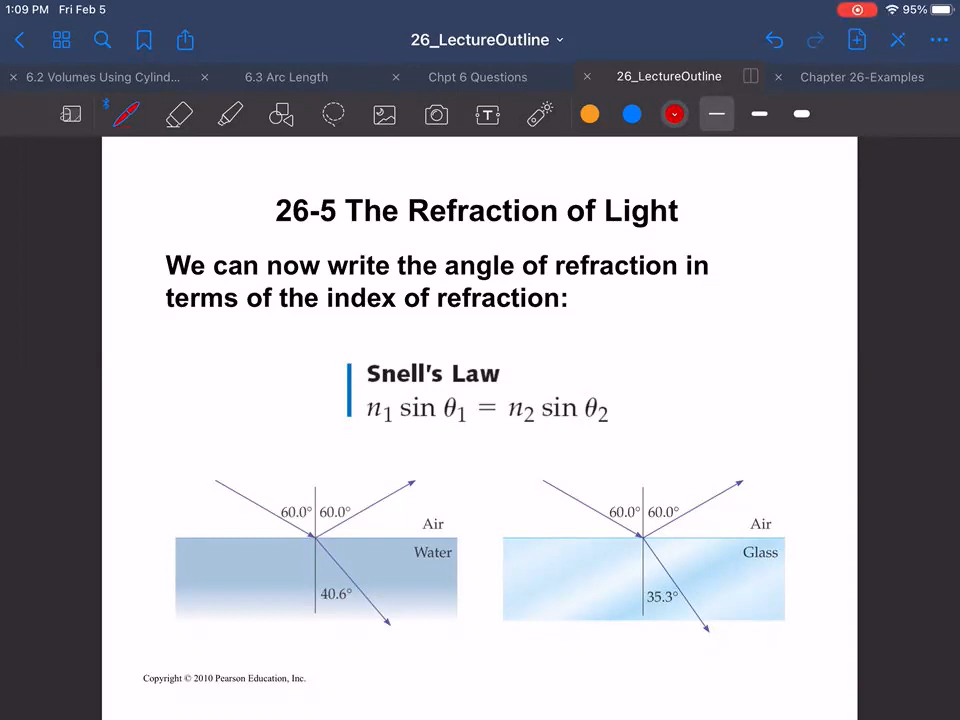 1:09 PM Fri Feb 5 95%
26_LectureOutline
6.2 Volumes Using Cylind... 6.3 Arc Length Chpt 6 Questions 26_LectureOutline Chapter 26-Examples
26-5 The Refraction of Light
We can now write the angle of refraction in
terms of the index of refraction:
Snell's Law
n₁ sin θ₁ = n₂ sin θ₂
60.0° 60.0°
Air
Water
40.6°
60.0° 60.0°
Air
Glass
35.3°
Copyright © 2010 Pearson Education, Inc.